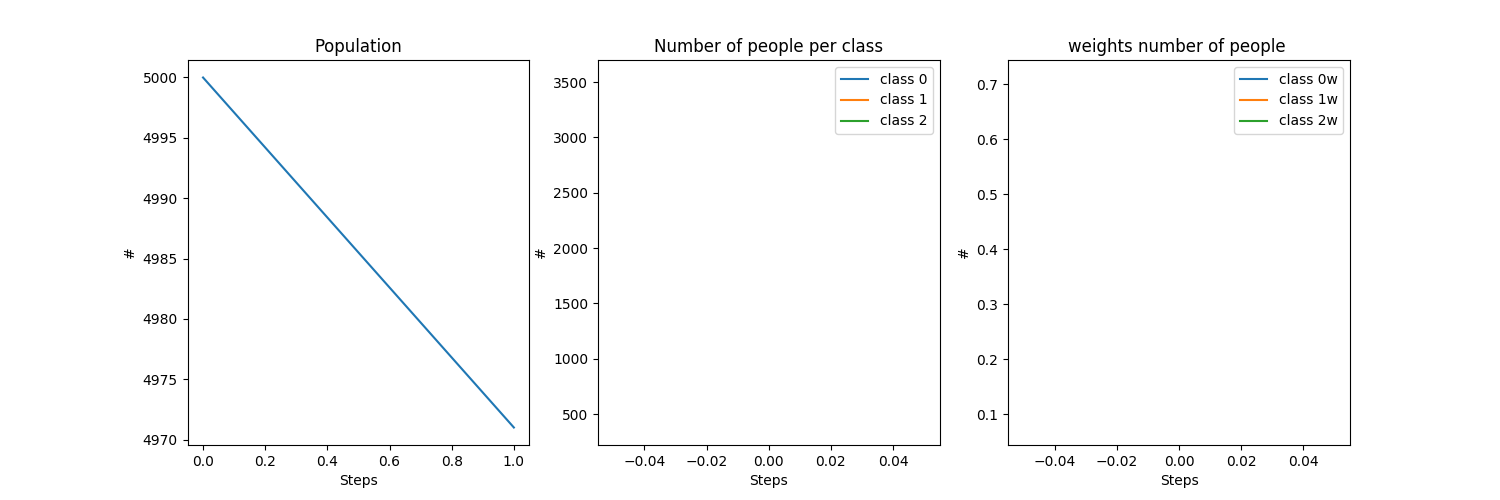 Population
5000
4995
4990
4985
4980
4975
4970
#
0.0 0.2 0.4 0.6 0.8 1.0
Steps
Number of people per class
class 0
class 1
class 2
3500
3000
2500
2000
1500
1000
500
#
−0.04 −0.02 0.00 0.02 0.04
Steps
weights number of people
class 0w
class 1w
class 2w
0.7
0.6
0.5
0.4
0.3
0.2
0.1
#
−0.04 −0.02 0.00 0.02 0.04
Steps